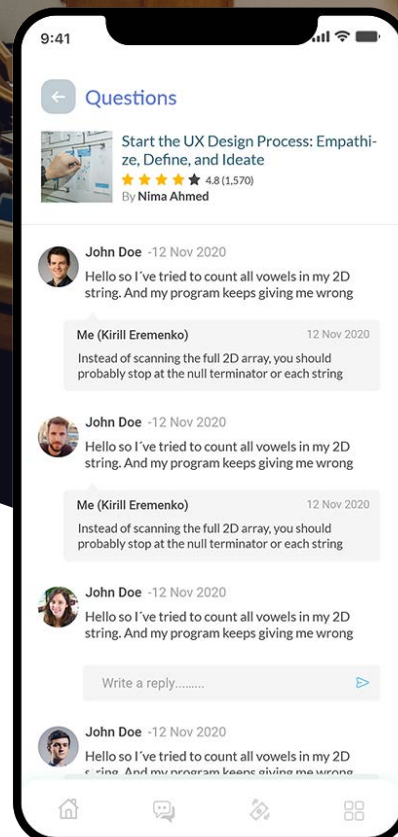 9:41
Questions
Start the UX Design Process: Empathi-
ze, Define, and Ideate
4.8 (1,570)
By Nima Ahmed
John Doe -12 Nov 2020
Hello so I´ve tried to count all vowels in my 2D
string. And my program keeps giving me wrong
Me (Kirill Eremenko) 12 Nov 2020
Instead of scanning the full 2D array, you should
probably stop at the null terminator or each string
John Doe -12 Nov 2020
Hello so I´ve tried to count all vowels in my 2D
string. And my program keeps giving me wrong
Me (Kirill Eremenko) 12 Nov 2020
Instead of scanning the full 2D array, you should
probably stop at the null terminator or each string
John Doe -12 Nov 2020
Hello so I´ve tried to count all vowels in my 2D
string. And my program keeps giving me wrong
Write a reply.........
John Doe -12 Nov 2020
Hello so I´ve tried to count all vowels in my 2D
string. And my program keeps giving me wrong